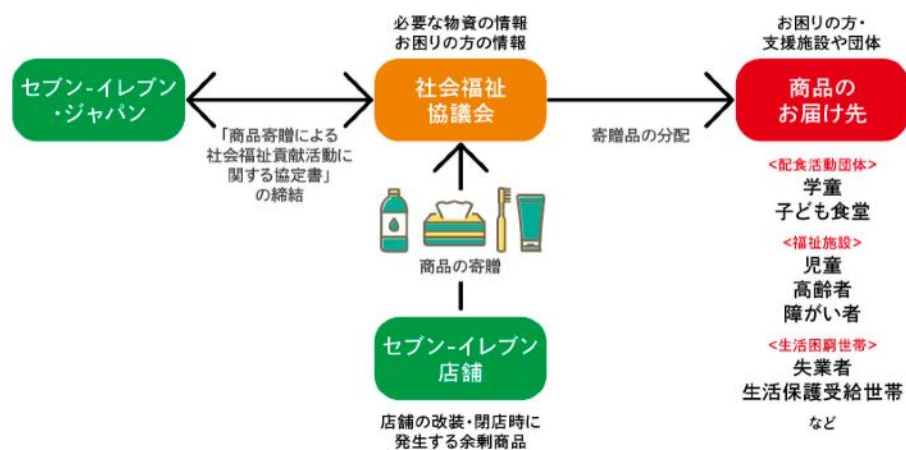 必要な物資の情報
お困りの方の情報
お困りの方・
支援施設や団体
セブン-イレブン
・ジャパン
社会福祉
協議会
商品の
お届け先
「商品寄贈による
社会福祉貢献活動に
関する協定書」
の締結
寄贈品の分配
商品の寄贈
セブン-イレブン
店舗
店舗の改装・閉店時に
発生する余剰商品
<配食活動団体>
学童
子ども食堂
<福祉施設>
児童
高齢者
障がい者
<生活困窮世帯>
失業者
生活保護受給世帯
など